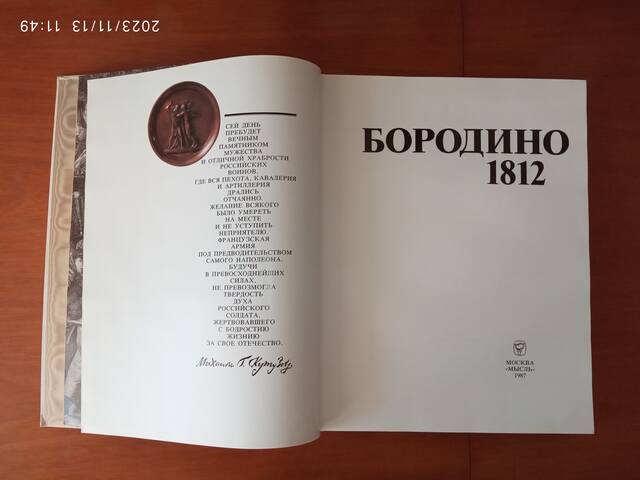 2023/11/13 11:49
СЕЙ ДЕНЬ
ПРЕБУДЕТ
ВЕЧНЫМ
ПАМЯТНИКОМ
МУЖЕСТВА
И ОТЛИЧНОЙ ХРАБРОСТИ
РОССИЙСКИХ
ВОИНОВ,
ГДЕ ВСЯ ПЕХОТА, КАВАЛЕРИЯ
И АРТИЛЛЕРИЯ
ДРАЛИСЬ
ОТЧАЯННО.
ЖЕЛАНИЕ ВСЯКОГО
БЫЛО УМЕРЕТЬ
НА МЕСТЕ
И НЕ УСТУПИТЬ
НЕПРИЯТЕЛЮ.
ФРАНЦУЗСКАЯ
АРМИЯ
ПОД ПРЕДВОДИТЕЛЬСТВОМ
САМОГО НАПОЛЕОНА,
БУДУЧИ
В ПРЕВОСХОДНЕЙШИХ
СИЛАХ,
НЕ ПРЕВОЗМОГЛА
ТВЕРДОСТЬ
ДУХА
РОССИЙСКОГО
СОЛДАТА,
ЖЕРТВОВАВШЕГО
С БОДРОСТИЮ
ЖИЗНИЮ
ЗА СВОЕ ОТЕЧЕСТВО.
Михаил Г. Кутузов
БОРОДИНО
1812
МОСКВА
«МЫСЛЬ»
1987